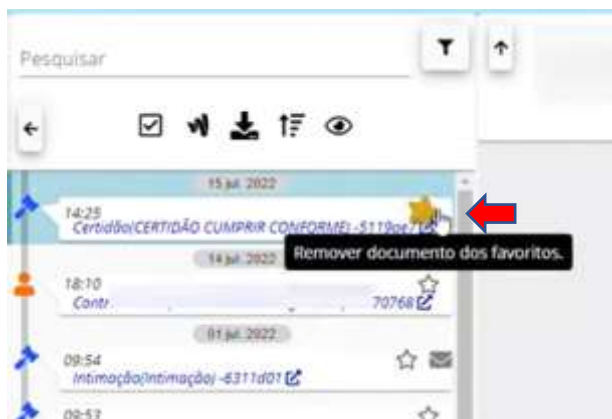 Pesquisar
15 jul. 2022
14:25
Certidão(CERTIDÃO CUMPRIR CONFORME) -5119ae7
Remover documento dos favoritos.
14 jul. 2022
18:10
Contr
70768
01 jul. 2022
09:54
Intimação(Intimação) -6311d01
09:53